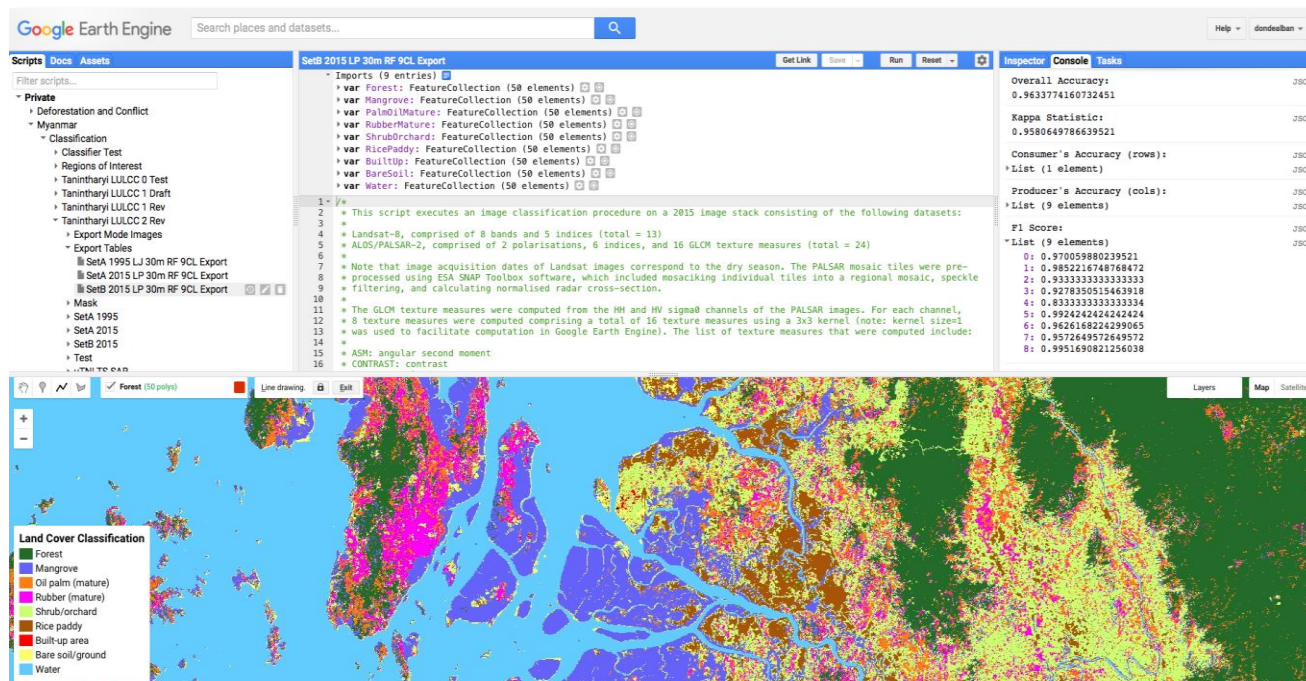 Google Earth Engine
Search places and datasets...
Help
dondealban
Scripts Docs Assets
Filter scripts...
Private
Deforestation and Conflict
Myanmar
Classification
Classifier Test
Regions of Interest
Tanintharyi LULCC 0 Test
Tanintharyi LULCC 1 Draft
Tanintharyi LULCC 1 Rev
Tanintharyi LULCC 2 Rev
Export Mode Images
Export Tables
SetA 1995 LJ 30m RF 9CL Export
SetA 2015 LP 30m RF 9CL Export
SetB 2015 LP 30m RF 9CL Export
Mask
SetA 1995
SetA 2015
SetB 2015
Test
SetB 2015 LP 30m RF 9CL Export
Get Link Save Run Reset
Imports (9 entries)
var Forest: FeatureCollection (50 elements)
var Mangrove: FeatureCollection (50 elements)
var PalmOilMature: FeatureCollection (50 elements)
var RubberMature: FeatureCollection (50 elements)
var ShrubOrchard: FeatureCollection (50 elements)
var RicePaddy: FeatureCollection (50 elements)
var BuiltUp: FeatureCollection (50 elements)
var BareSoil: FeatureCollection (50 elements)
var Water: FeatureCollection (50 elements)
1 /*
2 * This script executes an image classification procedure on a 2015 image stack consisting of the following datasets:
3 *
4 * Landsat-8, comprised of 8 bands and 5 indices (total = 13)
5 * ALOS/PALSAR-2, comprised of 2 polarisations, 6 indices, and 16 GLCM texture measures (total = 24)
6 *
7 * Note that image acquisition dates of Landsat images correspond to the dry season. The PALSAR mosaic tiles were pre-
8 * processed using ESA SNAP Toolbox software, which included mosaicking individual tiles into a regional mosaic, speckle
9 * filtering, and calculating normalised radar cross-section.
10 *
11 * The GLCM texture measures were computed from the HH and HV sigma0 channels of the PALSAR images. For each channel,
12 * 8 texture measures were computed comprising a total of 16 texture measures using a 3x3 kernel (note: kernel size=1
13 * was used to facilitate computation in Google Earth Engine). The list of texture measures that were computed include:
14 *
15 * ASM: angular second moment
16 * CONTRAST: contrast
Inspector Console Tasks
Overall Accuracy: JSO
0.9633774160732451
Kappa Statistic: JSO
0.9580649786639521
Consumer's Accuracy (rows): JSO
List (1 element) JSO
Producer's Accuracy (cols): JSO
List (9 elements) JSO
F1 Score: JSO
List (9 elements) JSO
0: 0.970059880239521
1: 0.9852216748768472
2: 0.9333333333333333
3: 0.9278350515463918
4: 0.8333333333333334
5: 0.9924242424242424
6: 0.9626168224299065
7: 0.9572649572649572
8: 0.9951690821256038
Forest (50 polys)
Line drawing. Exit
Layers
Map Satellite
+
-
Land Cover Classification
Forest
Mangrove
Oil palm (mature)
Rubber (mature)
Shrub/orchard
Rice paddy
Built-up area
Bare soil/ground
Water